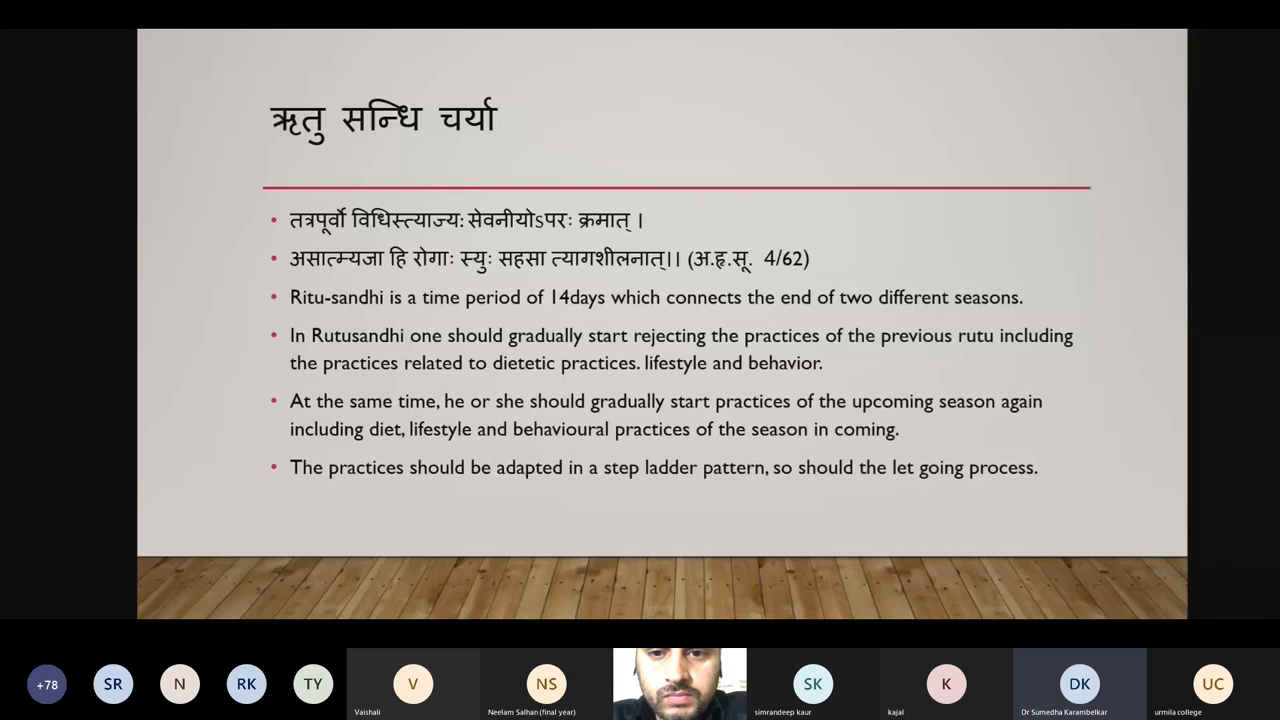 ऋतु सन्धि चर्या
• तत्रपूर्वो विधिस्त्याज्य: सेवनीयोऽपरः क्रमात् ।
• असात्म्यजा हि रोगाः स्युः सहसा त्यागशीलनात्।। (अ.हृ.सू. 4/62)
• Ritu-sandhi is a time period of 14days which connects the end of two different seasons.
• In Rutusandhi one should gradually start rejecting the practices of the previous rutu including
the practices related to dietetic practices. lifestyle and behavior.
• At the same time, he or she should gradually start practices of the upcoming season again
including diet, lifestyle and behavioural practices of the season in coming.
• The practices should be adapted in a step ladder pattern, so should the let going process.
+78 SR N RK TY V NS SK K DK UC
Vaishali Neelam Salhan (final year) simrandeep kaur kajal Dr Sumedha Karambelkar urmila college